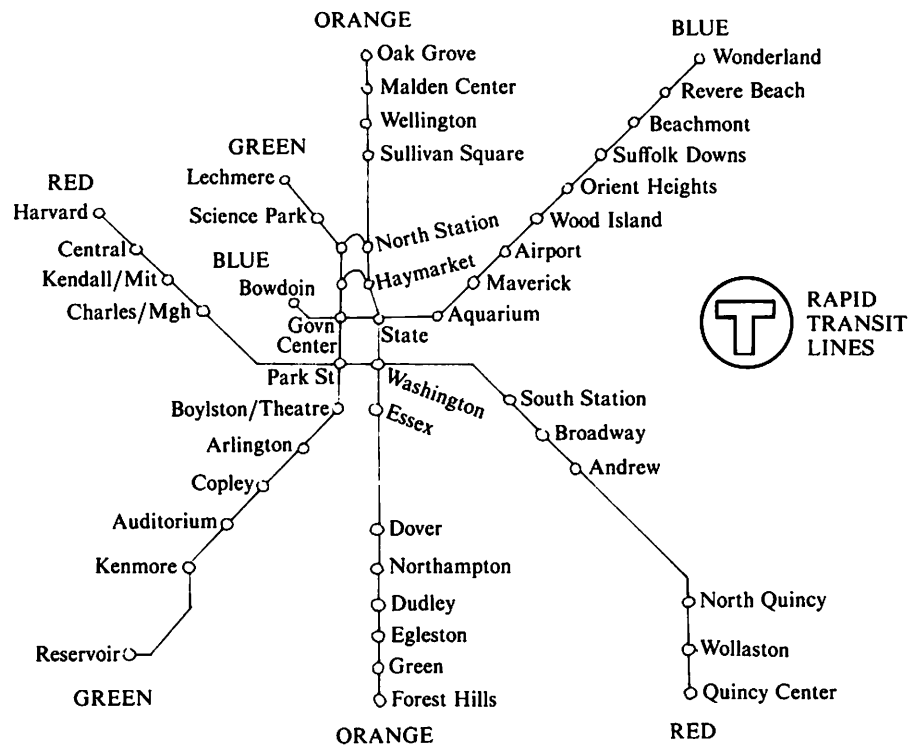 ORANGE
Oak Grove
Malden Center
Wellington
Sullivan Square
North Station
Haymarket
State
Washington
Essex
Dover
Northampton
Dudley
Egleston
Green
Forest Hills
ORANGE
BLUE
Wonderland
Revere Beach
Beachmont
Suffolk Downs
Orient Heights
Wood Island
Airport
Maverick
Aquarium
BLUE
Bowdoin
GREEN
Lechmere
Science Park
Govn
Center
Park St
Boylston/Theatre
Arlington
Copley
Auditorium
Kenmore
Reservoir
GREEN
RED
Harvard
Central
Kendall/Mit
Charles/Mgh
South Station
Broadway
Andrew
North Quincy
Wollaston
Quincy Center
RED
T
RAPID
TRANSIT
LINES